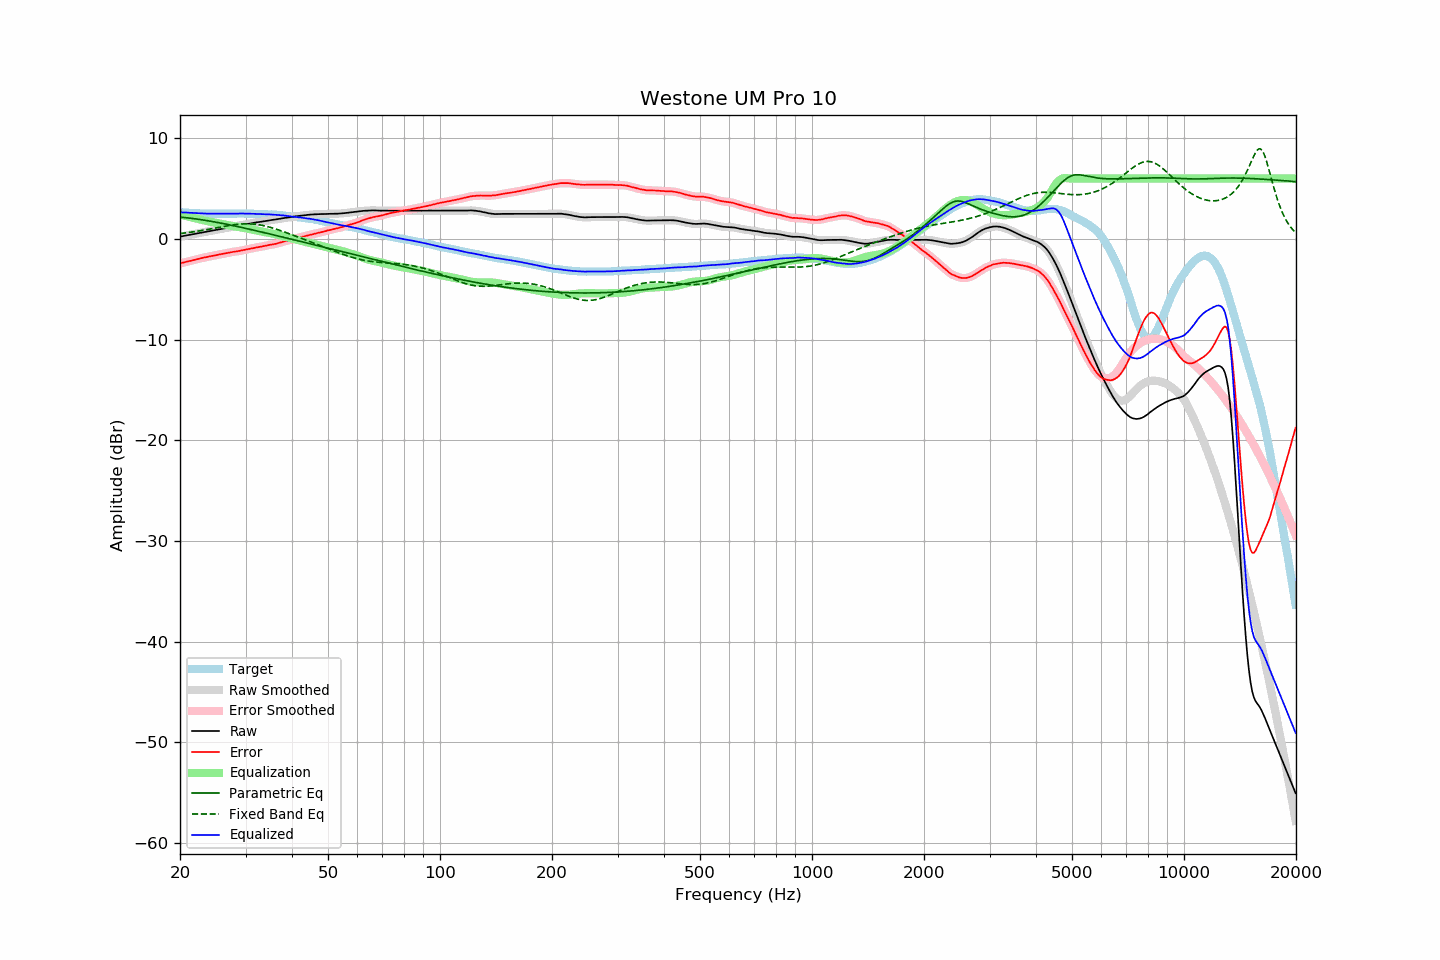 Westone UM Pro 10
Amplitude (dBr)
10
0
−10
−20
−30
−40
−50
−60
Target
Raw Smoothed
Error Smoothed
Raw
Error
Equalization
Parametric Eq
Fixed Band Eq
Equalized
20 50 100 200 500 1000 2000 5000 10000 20000
Frequency (Hz)